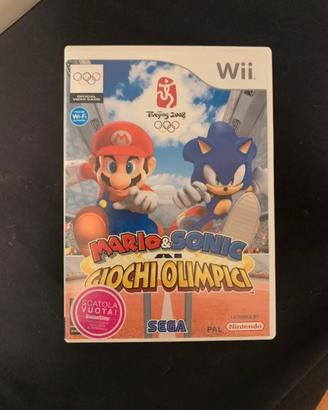 Wii
OFFICIAL
VIDEO GAME
Wi Fi
Beijing 2008
MARIO & SONIC
AI
GIOCHI OLIMPICI
SCATOLA
VUOTA!
GameStop
SEGA
PAL
LICENSED BY
Nintendo